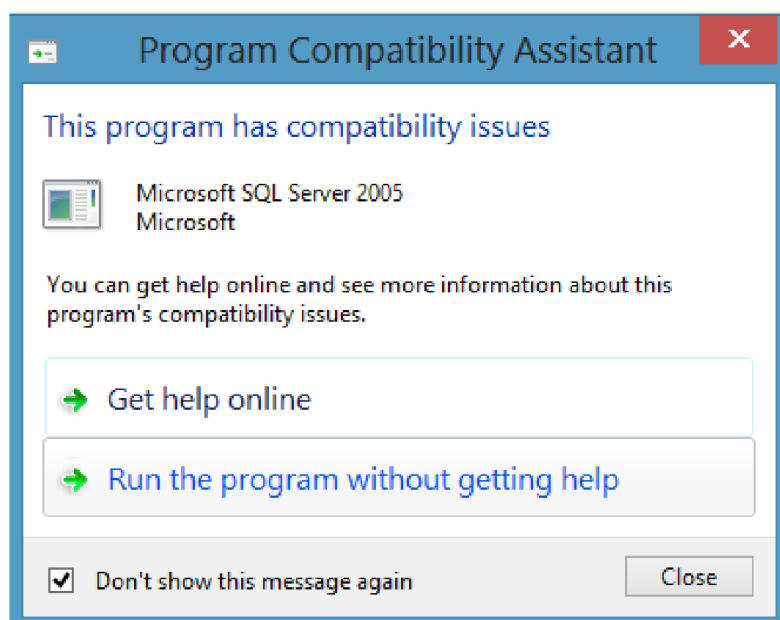 Program Compatibility Assistant
This program has compatibility issues
Microsoft SQL Server 2005
Microsoft
You can get help online and see more information about this
program's compatibility issues.
Get help online
Run the program without getting help
Don't show this message again
Close